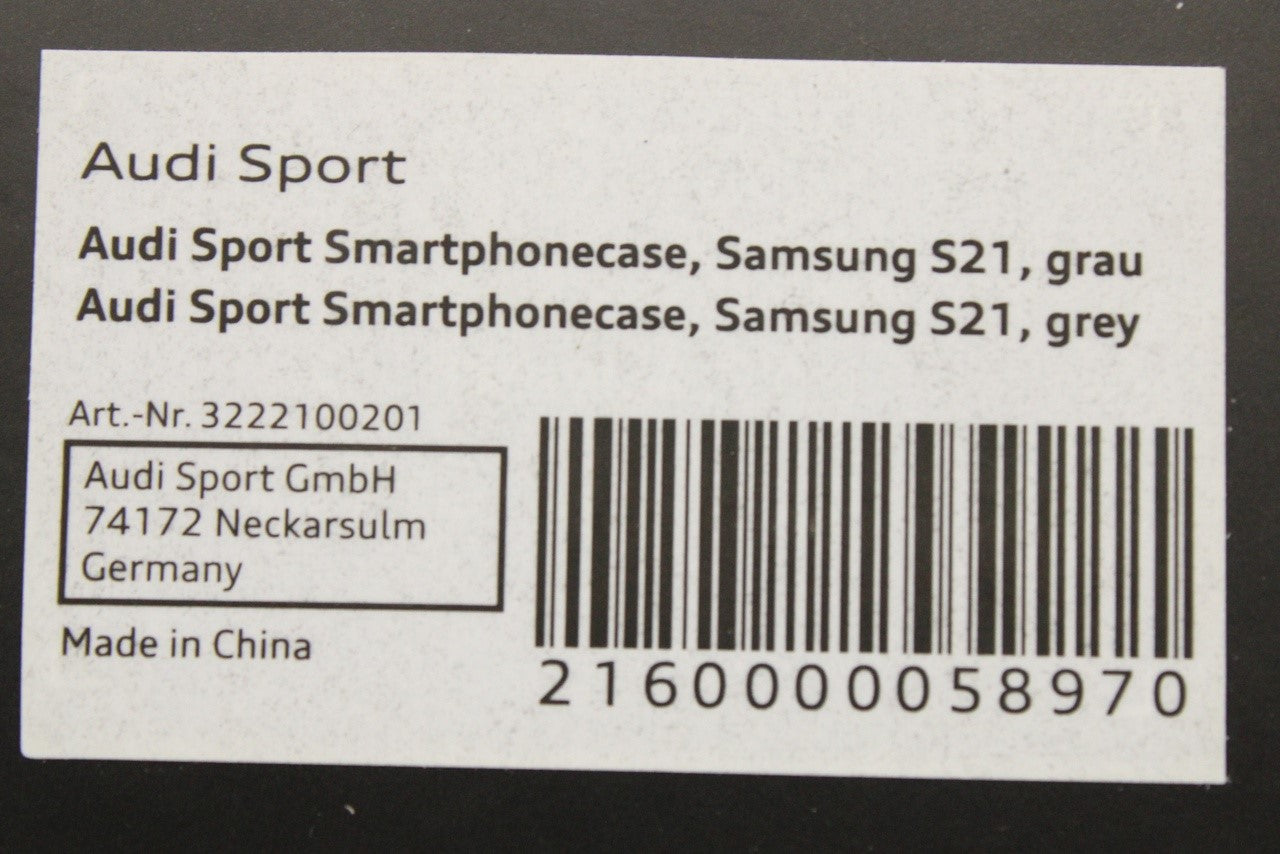 Audi Sport
Audi Sport Smartphonecase, Samsung S21, grau
Audi Sport Smartphonecase, Samsung S21, grey
Art.-Nr. 3222100201
Audi Sport GmbH
74172 Neckarsulm
Germany
Made in China
2160000058970